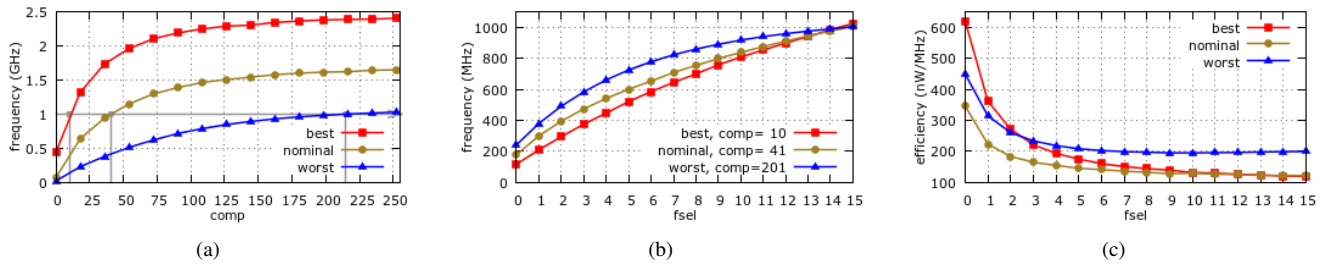 2.5
2
1.5
1
0.5
0
frequency (GHz)
best
nominal
worst
0 25 50 75 100 125 150 175 200 225 250
comp
(a)
1000
800
600
400
200
0
frequency (MHz)
best, comp= 10
nominal, comp= 41
worst, comp=201
0 1 2 3 4 5 6 7 8 9 10 11 12 13 14 15
fsel
(b)
600
500
400
300
200
100
efficiency (nW/MHz)
best
nominal
worst
0 1 2 3 4 5 6 7 8 9 10 11 12 13 14 15
fsel
(c)